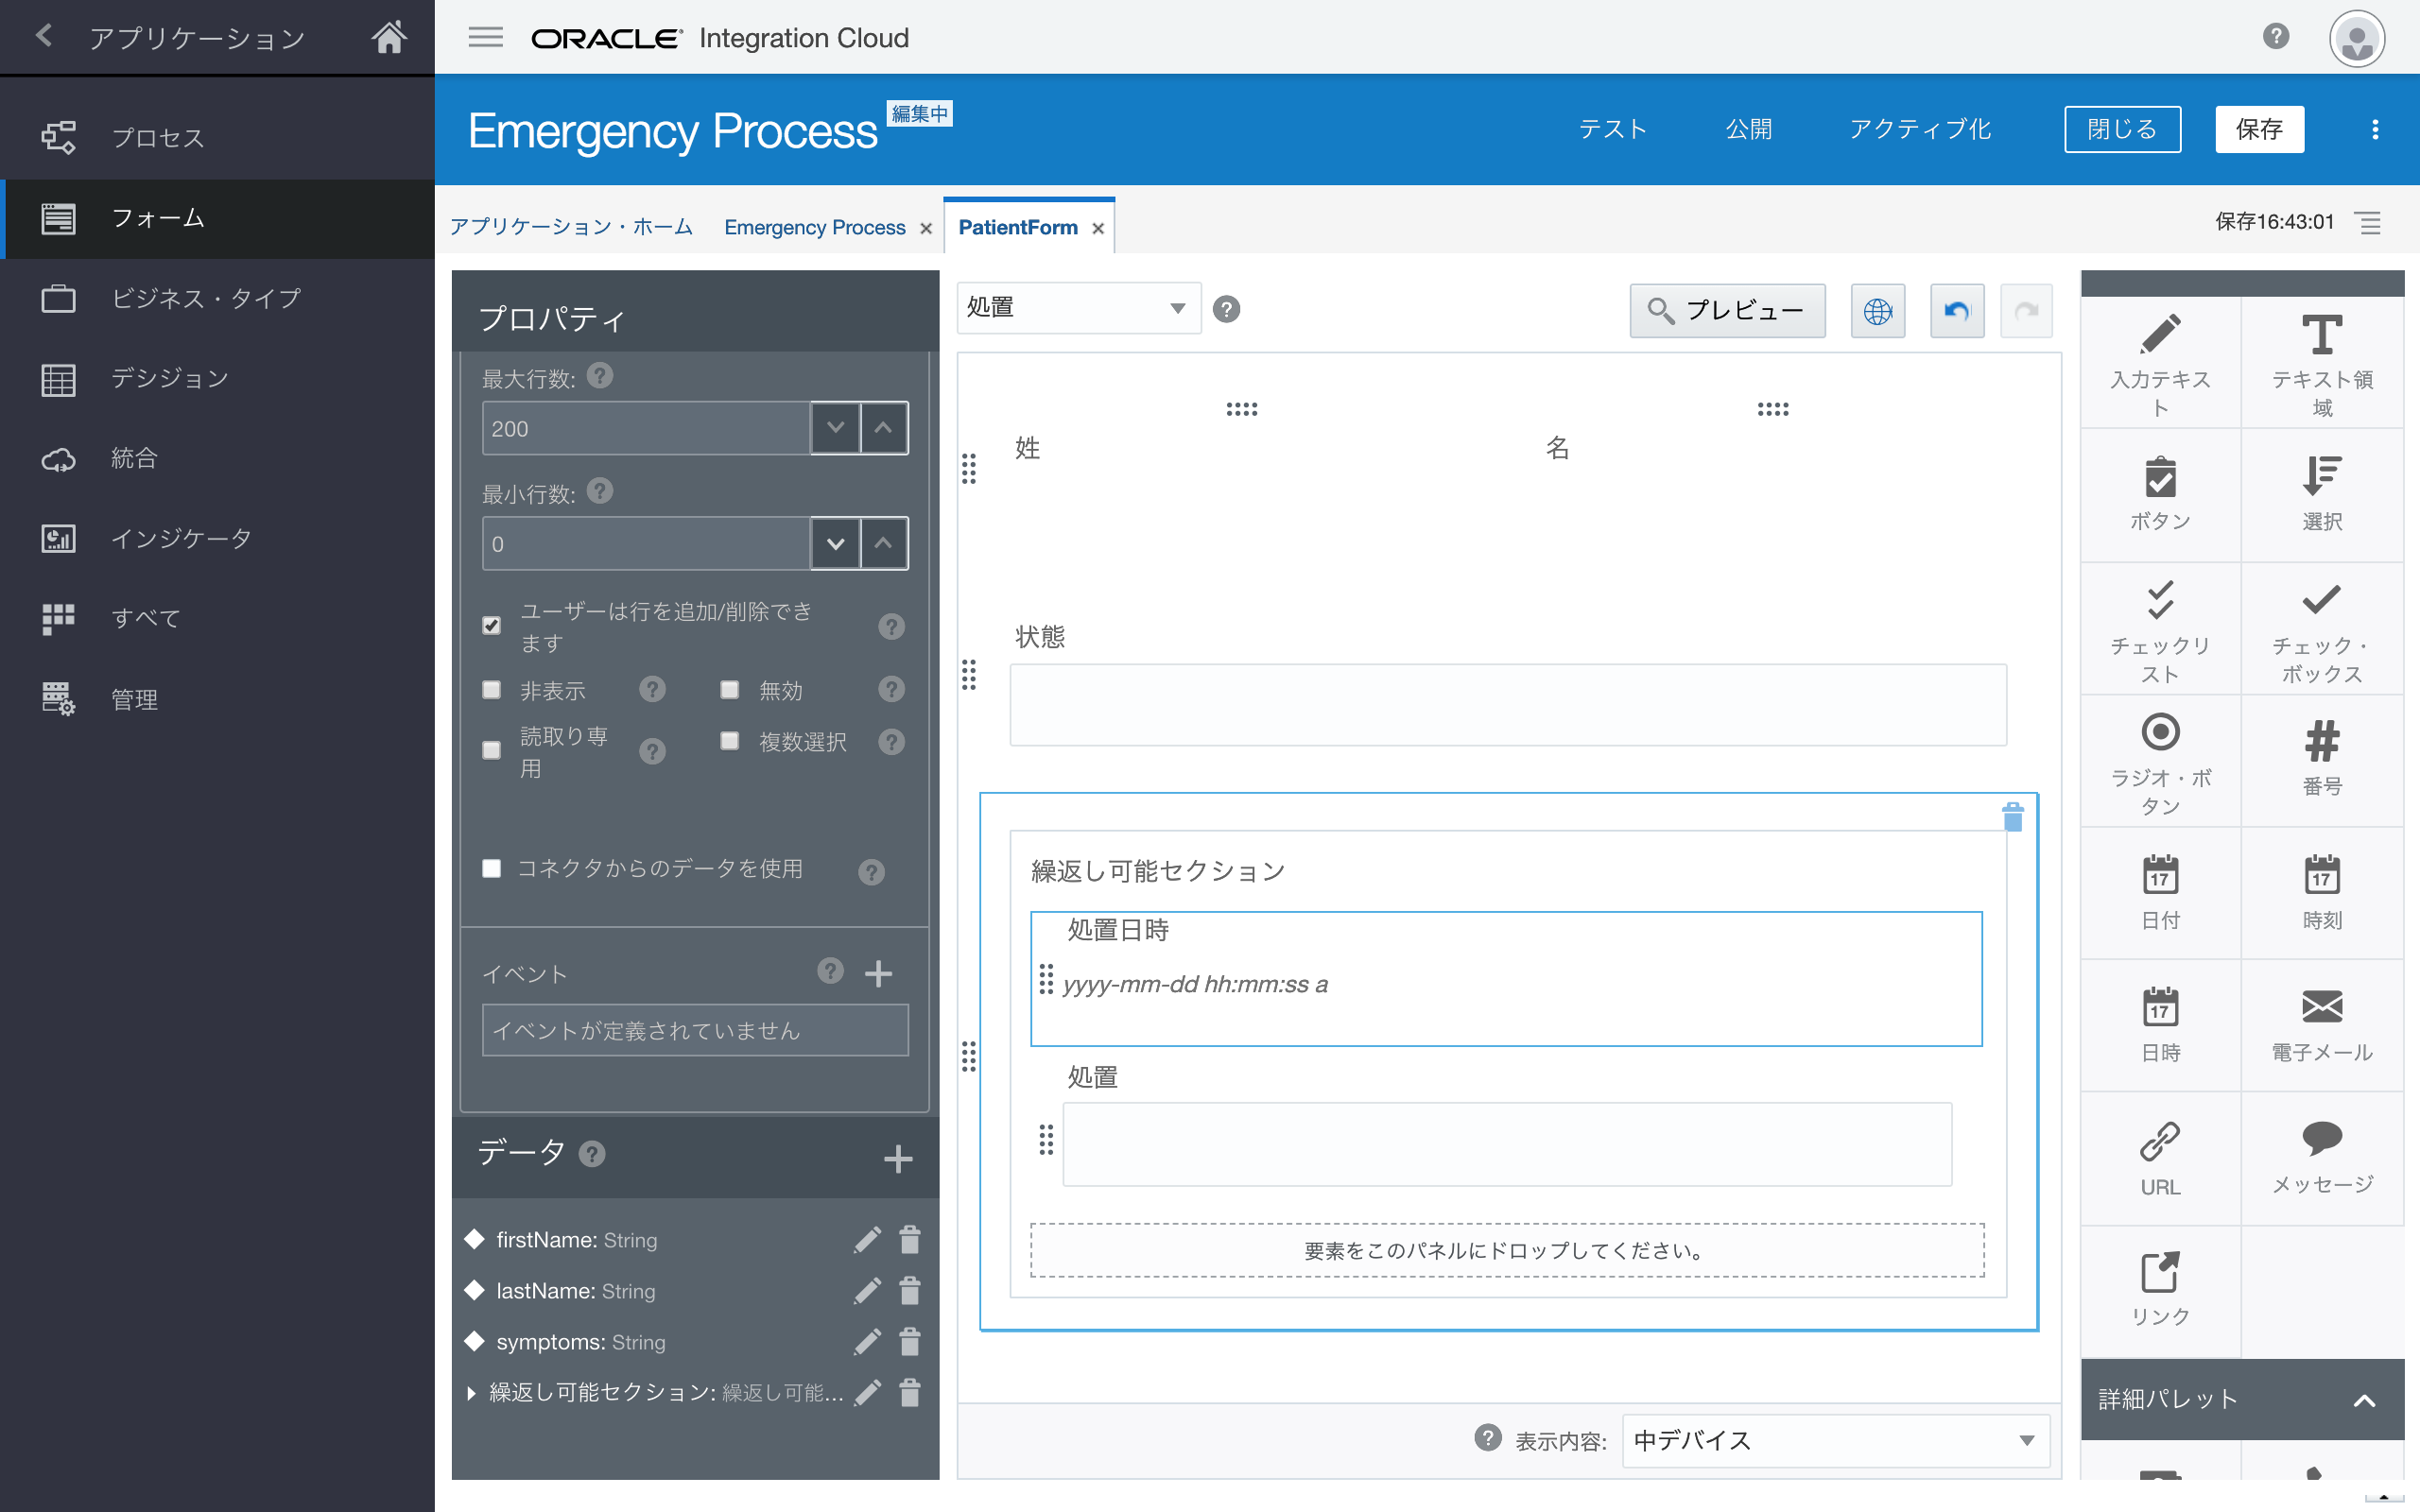 アプリケーション
プロセス
フォーム
ビジネス・タイプ
デシジョン
統合
インジケータ
すべて
管理
ORACLE Integration Cloud
Emergency Process 編集中
テスト 公開 アクティブ化 閉じる 保存
アプリケーション・ホーム Emergency Process × PatientForm ×
保存16:43:01
プロパティ
最大行数:
200
最小行数:
0
ユーザーは行を追加/削除でき
ます
非表示 無効
読取り専
用
複数選択
コネクタからのデータを使用
イベント
イベントが定義されていません
データ
firstName: String
lastName: String
symptoms: String
繰返し可能セクション: 繰返し可能...
処置
プレビュー
姓 名
状態
繰返し可能セクション
処置日時
yyyy-mm-dd hh:mm:ss a
処置
要素をこのパネルにドロップしてください。
表示内容: 中デバイス
入力テキス
ト
テキスト領
域
ボタン
選択
チェックリ
スト
チェック・
ボックス
ラジオ・ボ
タン
番号
17
日付
17
時刻
17
日時
電子メール
URL
メッセージ
リンク
詳細パレット